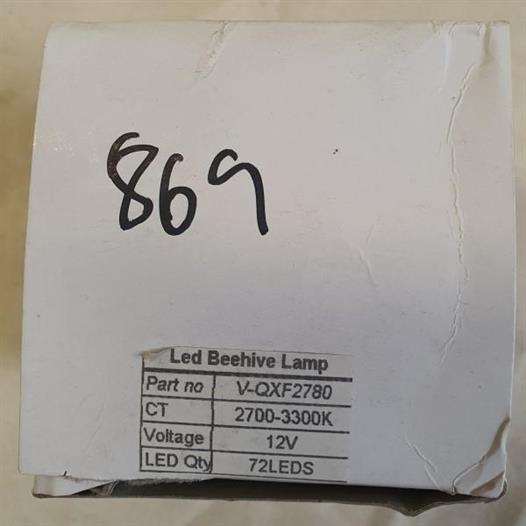 869
Led Beehive Lamp
Part no V-QXF2780
CT 2700-3300K
Voltage 12V
LED Qty 72LEDS